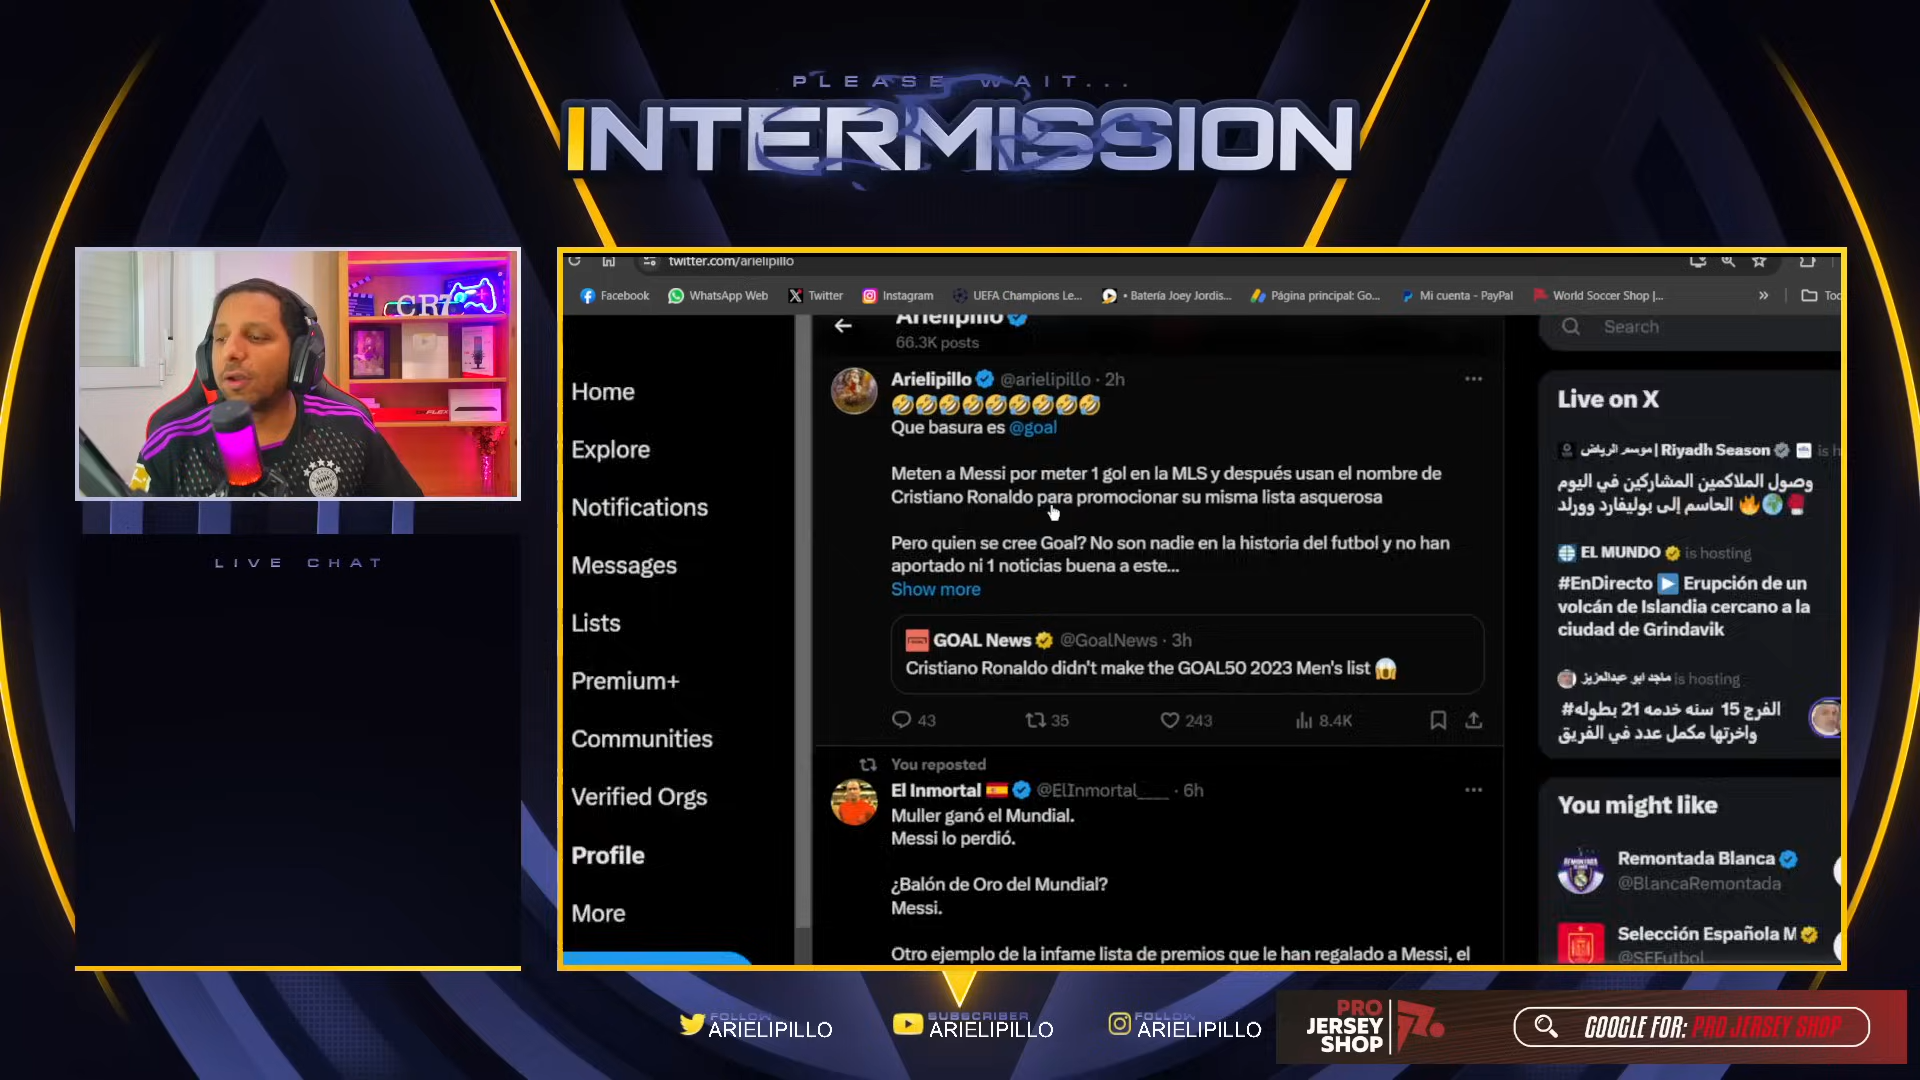 PLEASE WAIT...
INTERMISSION
CR7
LIVE CHAT
twitter.com/arielipillo
Facebook
WhatsApp Web
Twitter
Instagram
UEFA Champions Le...
• Batería Joey Jordis...
Página principal: Go...
Mi cuenta - PayPal
World Soccer Shop |...
»
Home
Explore
Notifications
Messages
Lists
Premium+
Communities
Verified Orgs
Profile
More
Arielipillo
66.3K posts
Arielipillo @arielipillo · 2h
🤣🤣🤣🤣🤣🤣🤣🤣🤣
Que basura es @goal
Meten a Messi por meter 1 gol en la MLS y después usan el nombre de
Cristiano Ronaldo para promocionar su misma lista asquerosa
Pero quien se cree Goal? No son nadie en la historia del futbol y no han
aportado ni 1 noticias buena a este...
Show more
GOAL News @GoalNews · 3h
Cristiano Ronaldo didn't make the GOAL50 2023 Men's list 😱
43 35 243 8.4K
You reposted
El Inmortal 🇪🇸 @ElInmortal____ · 6h
Muller ganó el Mundial.
Messi lo perdió.
¿Balón de Oro del Mundial?
Messi.
Otro ejemplo de la infame lista de premios que le han regalado a Messi, el
Search
Live on X
موسم الرياض | Riyadh Season is h
وصول الملاكمين المشاركين في اليوم
الحاسم إلى بوليفارد وورلد 🔥🌍🥊
EL MUNDO is hosting
#EnDirecto ▶️ Erupción de un
volcán de Islandia cercano a la
ciudad de Grindavik
ماجد ابو عبدالعزيز is hosting
#الفرج 15 سنه خدمه 21 بطوله
واخرتها مكمل عدد في الفريق
You might like
Remontada Blanca
@BlancaRemontada
Selección Española M
@SEFutbol
FOLLOW
ARIELIPILLO
SUBSCRIBER
ARIELIPILLO
FOLLOW
ARIELIPILLO
PRO
JERSEY
SHOP
GOOGLE FOR: PRO JERSEY SHOP